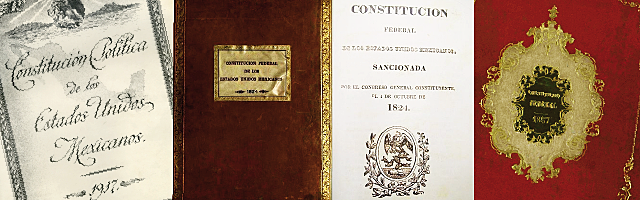 Constitución Política
de los
Estados Unidos
Mexicanos.
1917.
CONSTITUCION FEDERAL
DE LOS
ESTADOS UNIDOS MEXICANOS
1824
CONSTITUCION
FEDERAL
DE LOS ESTADOS UNIDOS MEXICANOS,
SANCIONADA
POR EL CONGRESO GENERAL CONSTITUYENTE,
EL 4 DE OCTUBRE DE
1824.
CONSTITUCION
FEDERAL
1857